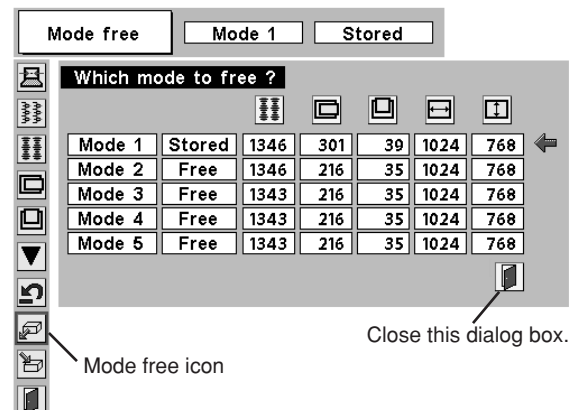 Mode free Mode 1 Stored
Which mode to free ?
Mode 1 Stored 1346 301 39 1024 768
Mode 2 Free 1346 216 35 1024 768
Mode 3 Free 1343 216 35 1024 768
Mode 4 Free 1343 216 35 1024 768
Mode 5 Free 1343 216 35 1024 768
Close this dialog box.
Mode free icon